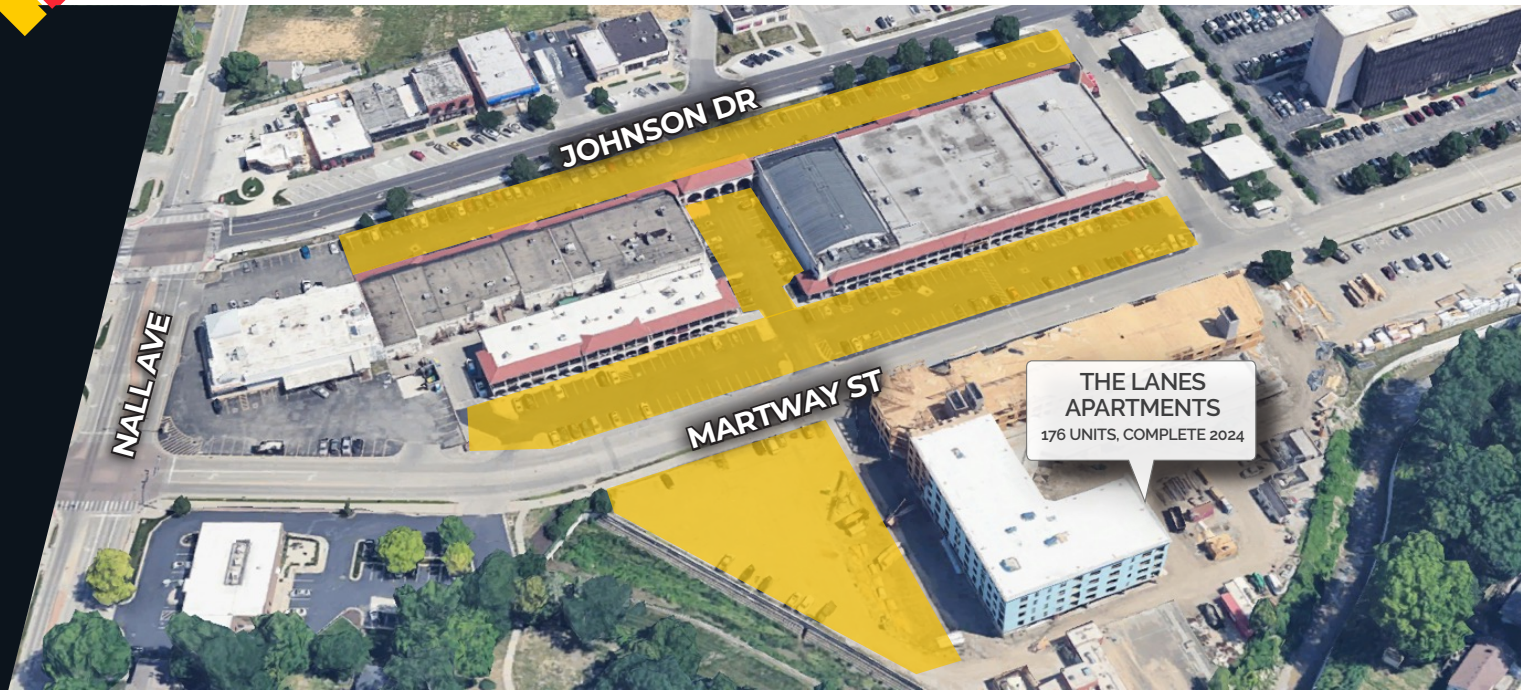 JOHNSON DR
NALL AVE
MARTWAY ST
THE LANES
APARTMENTS
176 UNITS, COMPLETE 2024